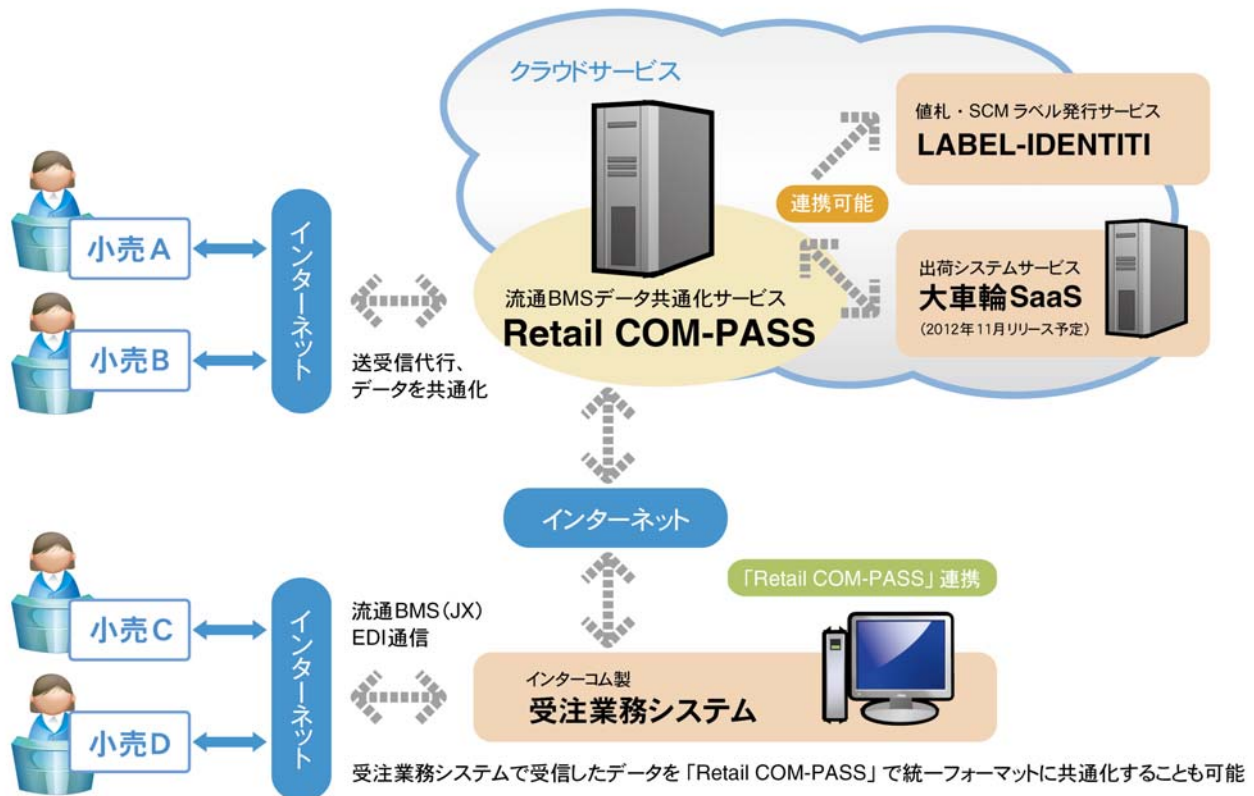 クラウドサービス
値札・SCMラベル発行サービス
LABEL-IDENTITI
連携可能
小売A
インターネット
出荷システムサービス
大車輪SaaS
(2012年11月リリース予定)
流通BMSデータ共通化サービス
Retail COM-PASS
小売B
送受信代行、
データを共通化
インターネット
「Retail COM-PASS」連携
小売C
インターネット
流通BMS(JX)
EDI通信
インターコム製
受注業務システム
小売D
受注業務システムで受信したデータを「Retail COM-PASS」で統一フォーマットに共通化することも可能